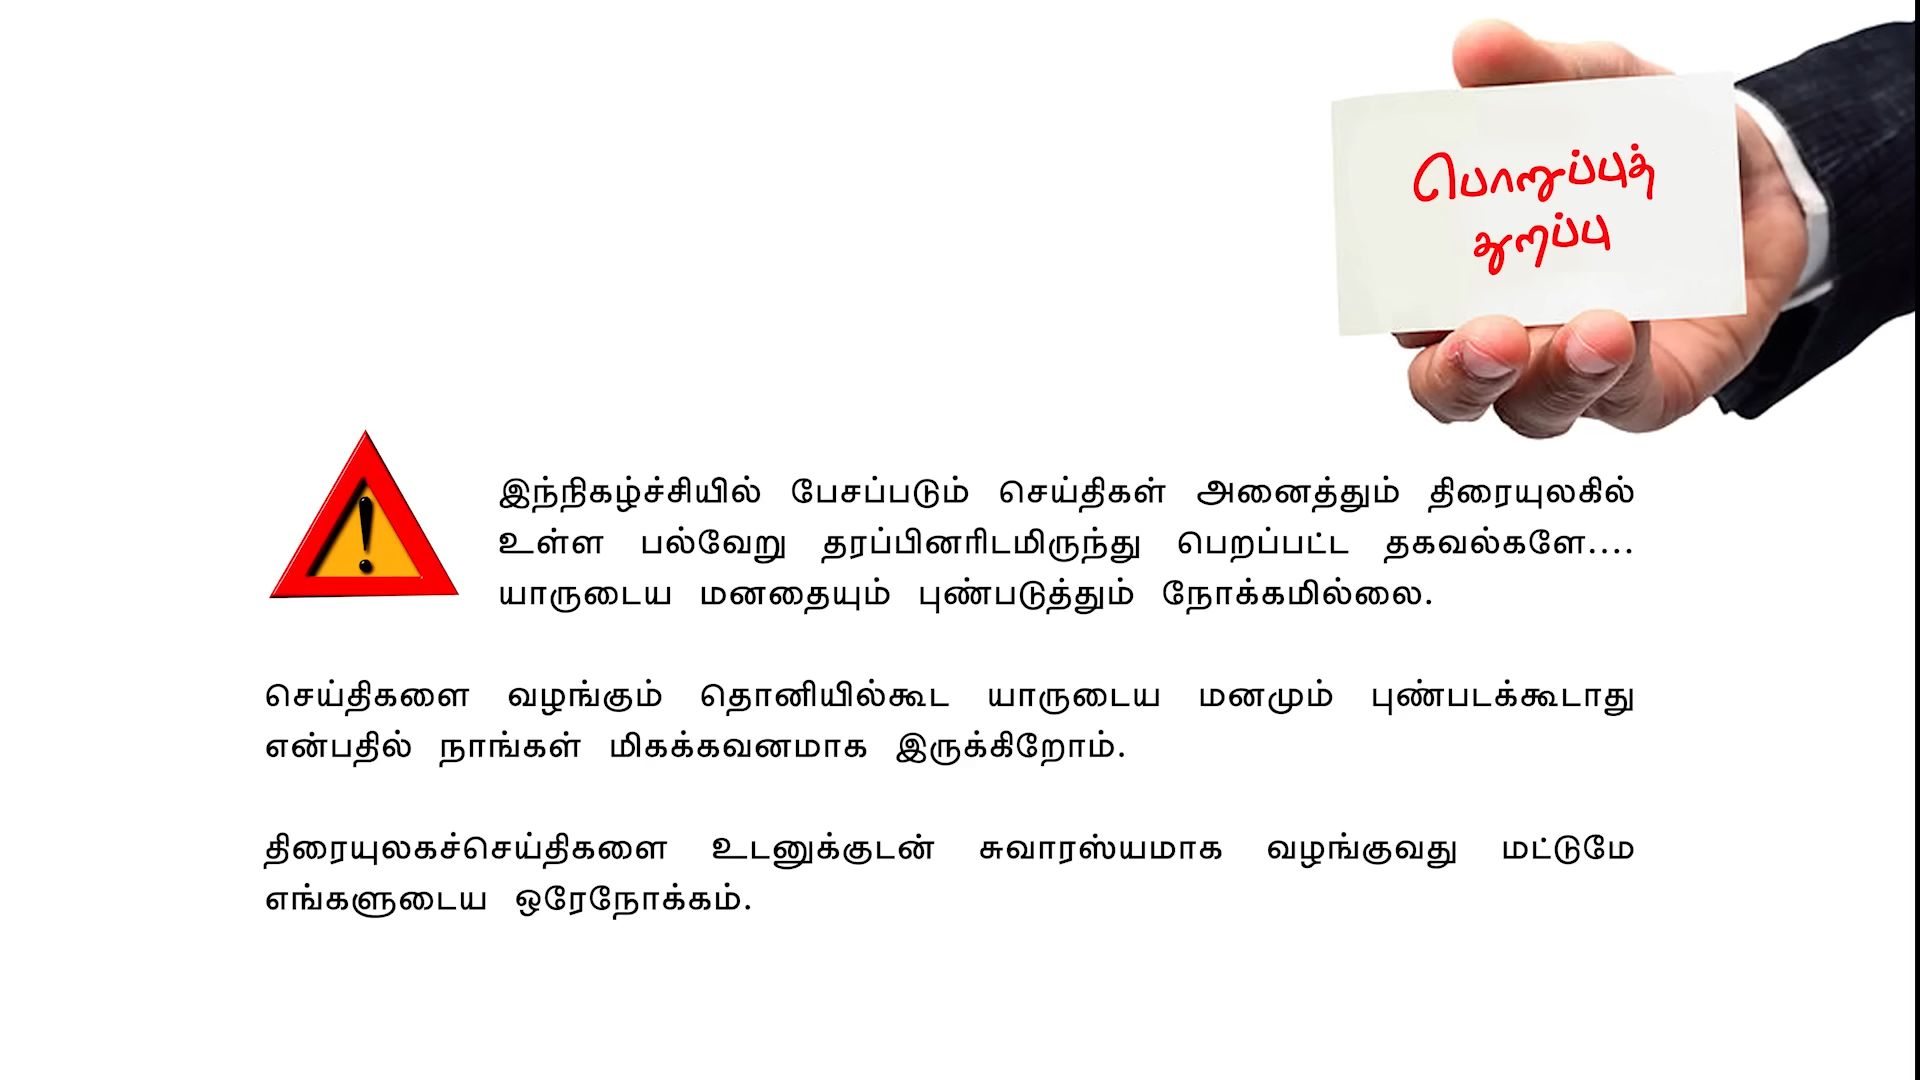 பொறுப்புத்
துறப்பு
இந்நிகழ்ச்சியில் பேசப்படும் செய்திகள் அனைத்தும் திரையுலகில்
உள்ள பல்வேறு தரப்பினரிடமிருந்து பெறப்பட்ட தகவல்களே....
யாருடைய மனதையும் புண்படுத்தும் நோக்கமில்லை.
செய்திகளை வழங்கும் தொனியில்கூட யாருடைய மனமும் புண்படக்கூடாது
என்பதில் நாங்கள் மிகக்கவனமாக இருக்கிறோம்.
திரையுலகச்செய்திகளை உடனுக்குடன் சுவாரஸ்யமாக வழங்குவது மட்டுமே
எங்களுடைய ஒரேநோக்கம்.